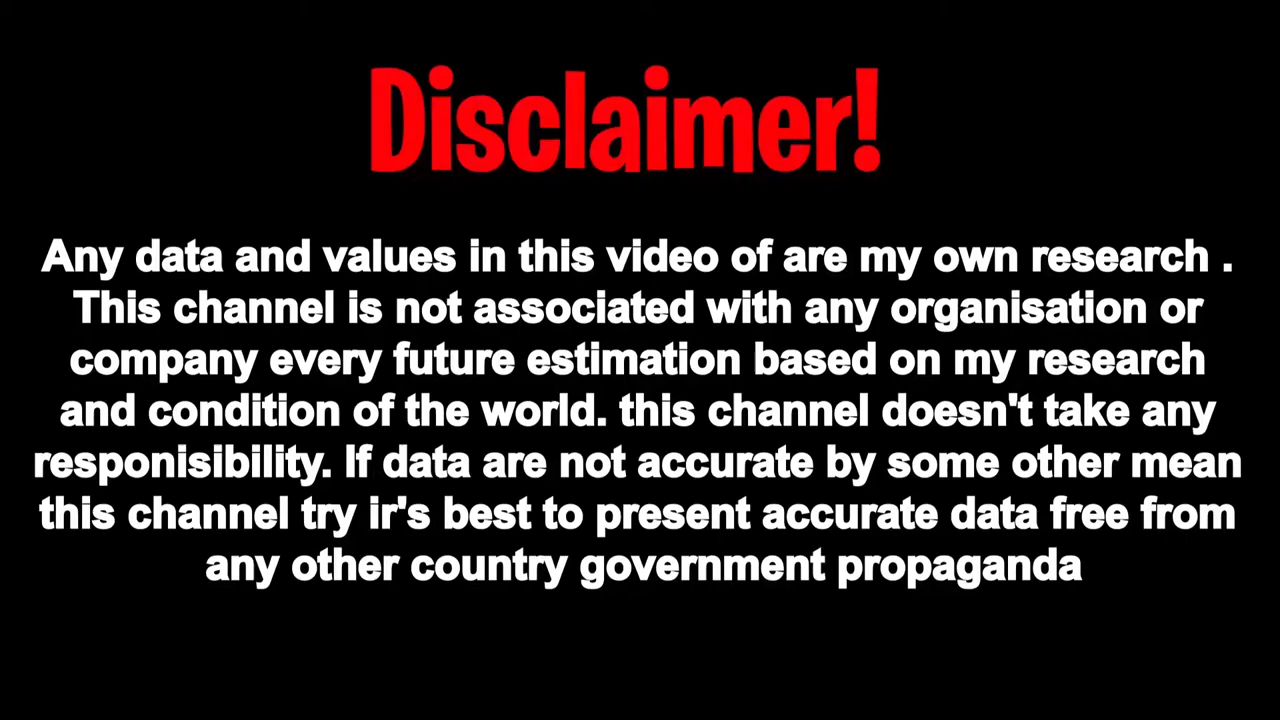 Disclaimer!
Any data and values in this video of are my own research .
This channel is not associated with any organisation or
company every future estimation based on my research
and condition of the world. this channel doesn't take any
responisibility. If data are not accurate by some other mean
this channel try ir's best to present accurate data free from
any other country government propaganda